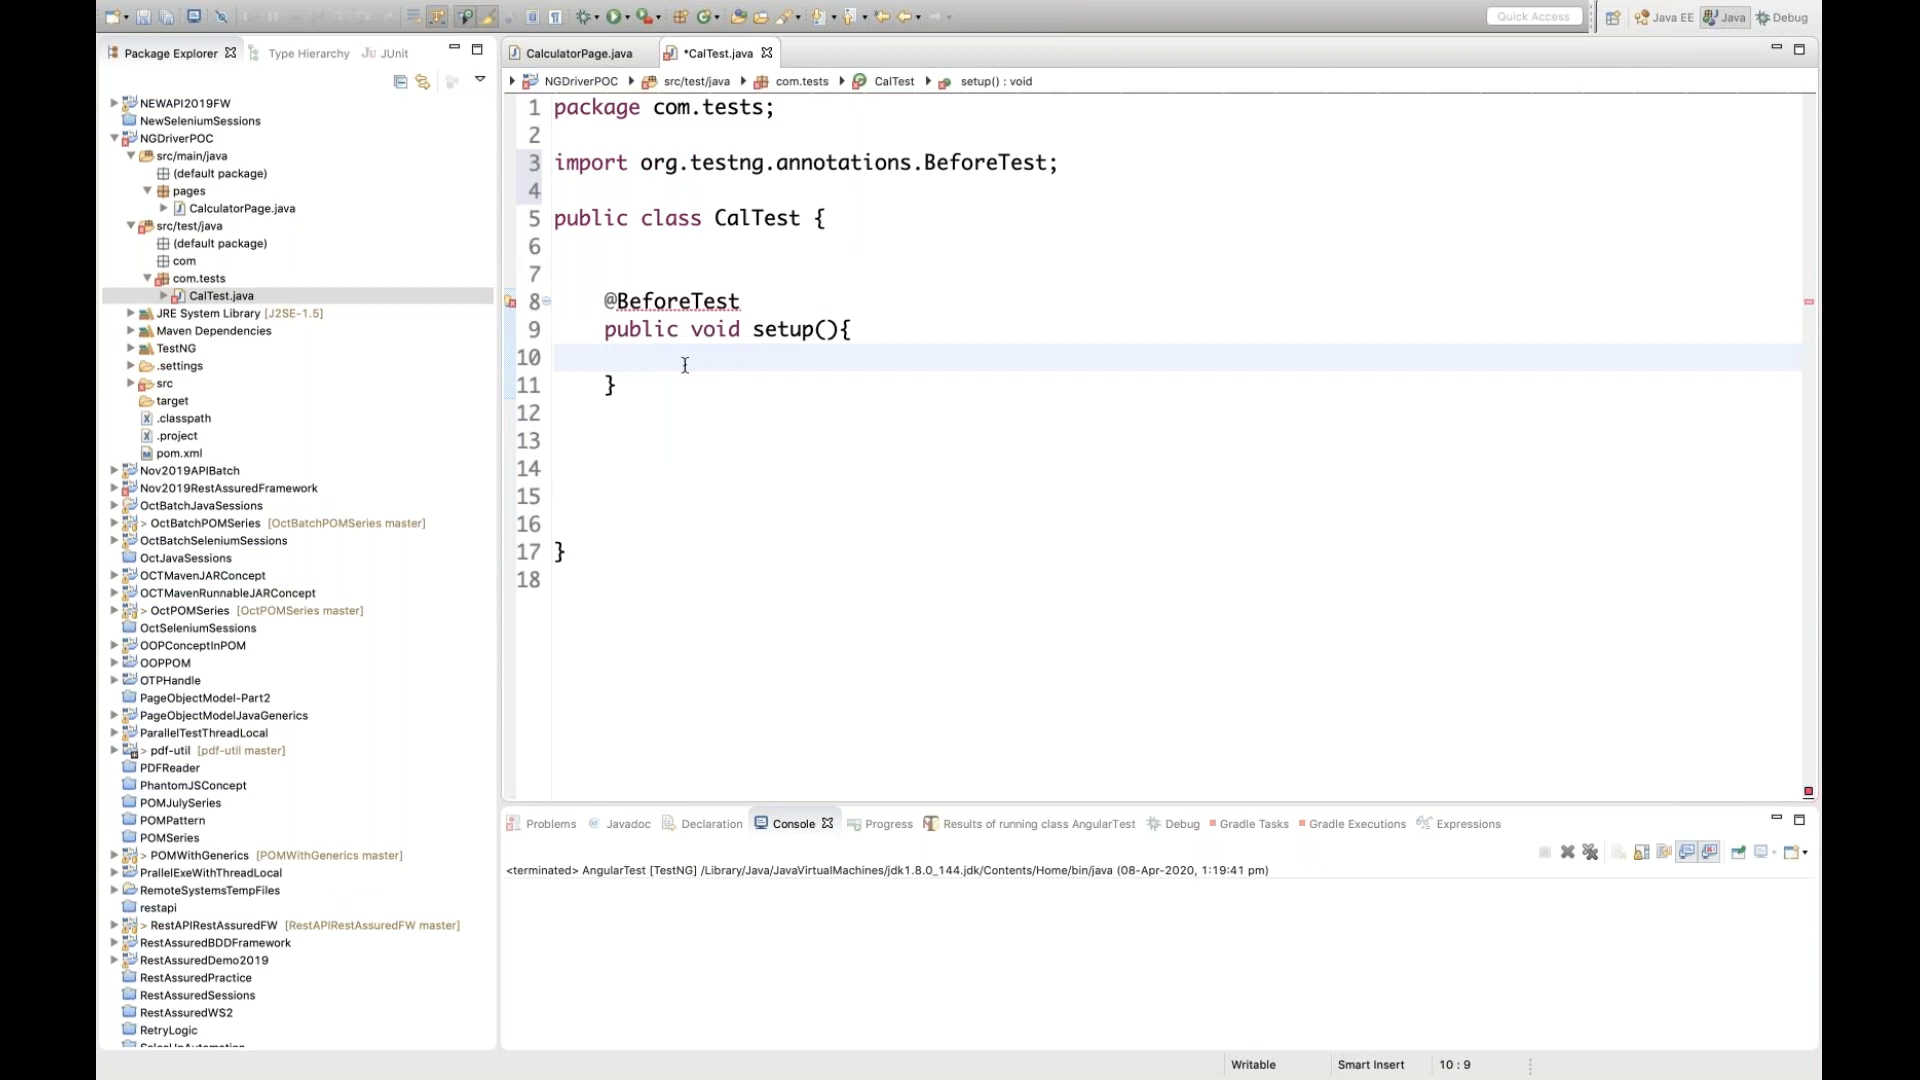 Quick Access
Java EE
Java
Debug
Package Explorer
Type Hierarchy
JUnit
NEWAPI2019FW
NewSeleniumSessions
NGDriverPOC
src/main/java
(default package)
pages
CalculatorPage.java
src/test/java
(default package)
com
com.tests
CalTest.java
JRE System Library [J2SE-1.5]
Maven Dependencies
TestNG
.settings
src
target
.classpath
.project
pom.xml
Nov2019APIBatch
Nov2019RestAssuredFramework
OctBatchJavaSessions
> OctBatchPOMSeries [OctBatchPOMSeries master]
OctBatchSeleniumSessions
OctJavaSessions
OCTMavenJARConcept
OCTMavenRunnableJARConcept
> OctPOMSeries [OctPOMSeries master]
OctSeleniumSessions
OOPConceptInPOM
OOPPOM
OTPHandle
PageObjectModel-Part2
PageObjectModelJavaGenerics
ParallelTestThreadLocal
> pdf-util [pdf-util master]
PDFReader
PhantomJSConcept
POMJulySeries
POMPattern
POMSeries
> POMWithGenerics [POMWithGenerics master]
PrallelExeWithThreadLocal
RemoteSystemsTempFiles
restapi
> RestAPIRestAssuredFW [RestAPIRestAssuredFW master]
RestAssuredBDDFramework
RestAssuredDemo2019
RestAssuredPractice
RestAssuredSessions
RestAssuredWS2
RetryLogic
CalculatorPage.java
*CalTest.java
NGDriverPOC
src/test/java
com.tests
CalTest
setup() : void
1 package com.tests;
2
3 import org.testng.annotations.BeforeTest;
4
5 public class CalTest {
6
7
8 @BeforeTest
9 public void setup(){
10
11 }
12
13
14
15
16
17 }
18
Problems
Javadoc
Declaration
Console
Progress
Results of running class AngularTest
Debug
Gradle Tasks
Gradle Executions
Expressions
<terminated> AngularTest [TestNG] /Library/Java/JavaVirtualMachines/jdk1.8.0_144.jdk/Contents/Home/bin/java (08-Apr-2020, 1:19:41 pm)
Writable
Smart Insert
10 : 9